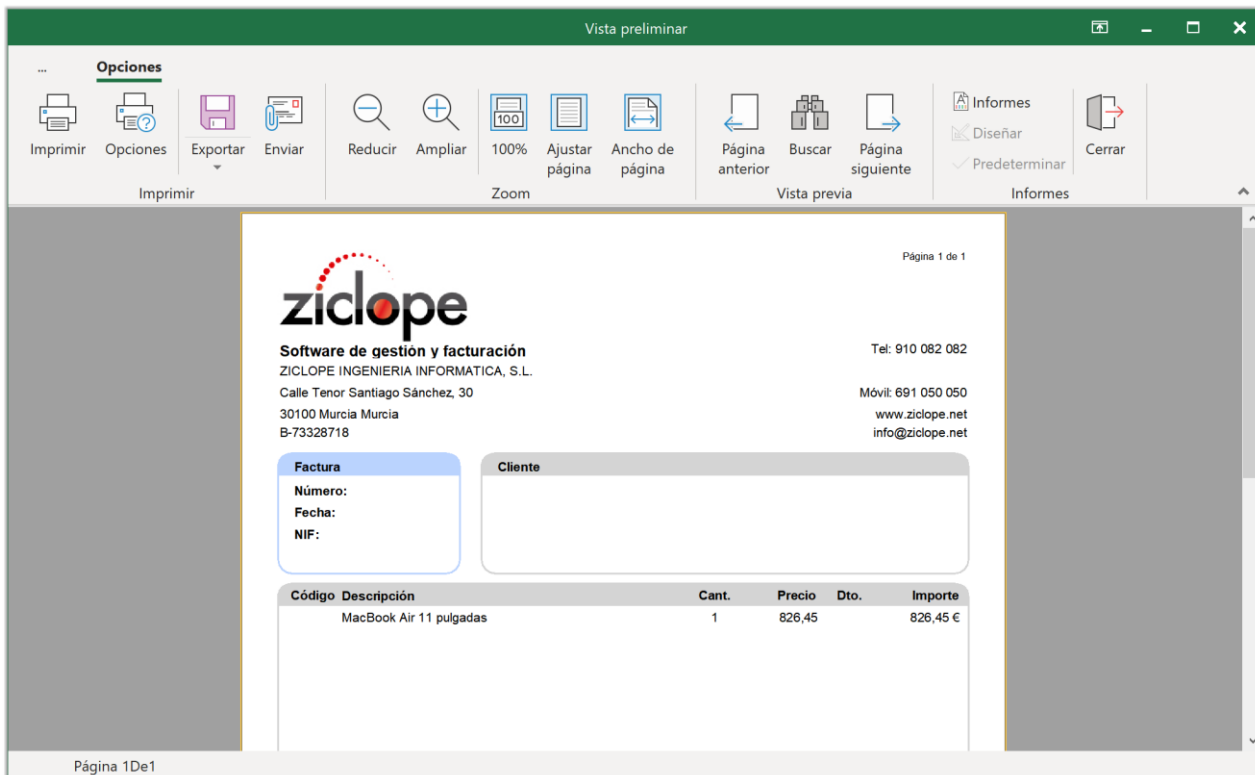 Vista preliminar
... Opciones
Imprimir Opciones Exportar Enviar Reducir Ampliar 100 100% Ajustar página Ancho de página Página anterior Buscar Página siguiente Informes Diseñar Predeterminar Cerrar
Imprimir Zoom Vista previa Informes
Página 1 de 1
ziclope
Software de gestión y facturación Tel: 910 082 082
ZICLOPE INGENIERIA INFORMATICA, S.L.
Calle Tenor Santiago Sánchez, 30 Móvil: 691 050 050
30100 Murcia Murcia www.ziclope.net
B-73328718 info@ziclope.net
Factura Cliente
Número:
Fecha:
NIF:
Código Descripción Cant. Precio Dto. Importe
MacBook Air 11 pulgadas 1 826,45 826,45 €
Página 1De1